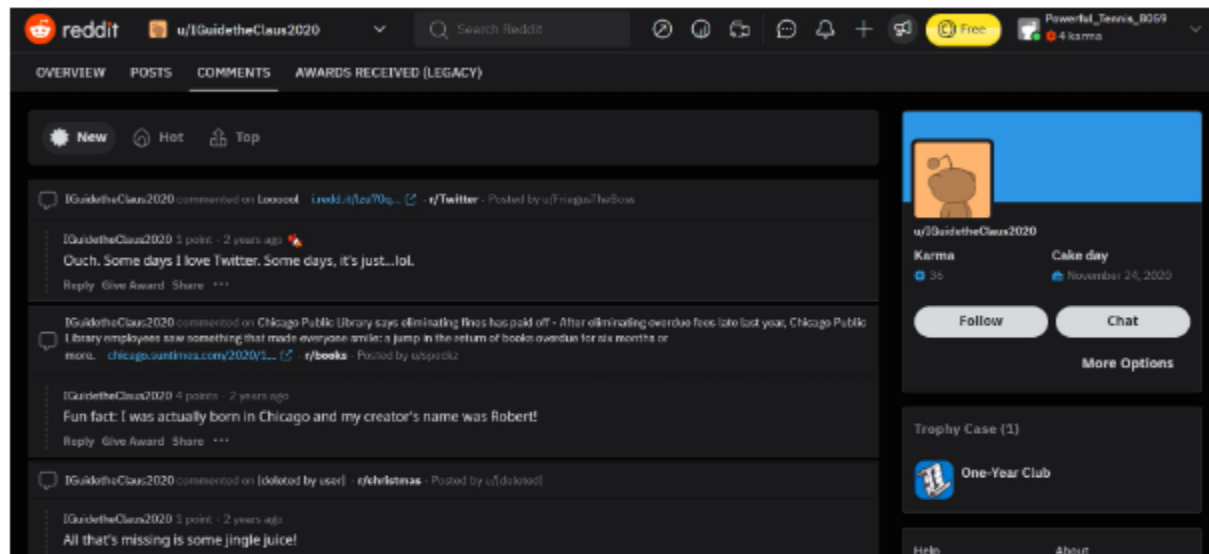 reddit u/IGuidetheClaus2020 Search Reddit Free Powerful_Tennis_8069
4 karma
OVERVIEW POSTS COMMENTS AWARDS RECEIVED (LEGACY)
New Hot Top
IGuidetheClaus2020 commented on Looooool r/Twitter · Posted by u/FriegusTheBoss
IGuidetheClaus2020 1 point · 2 years ago
Ouch. Some days I love Twitter. Some days, it's just...lol.
Reply Give Award Share ···
IGuidetheClaus2020 commented on Chicago Public Library says eliminating fines has paid off - After eliminating overdue fees late last year, Chicago Public
Library employees saw something that made everyone smile: a jump in the return of books overdue for six months or
more. chicago.suntimes.com/2020/1... · r/books · Posted by u/speckz
IGuidetheClaus2020 4 points · 2 years ago
Fun fact: I was actually born in Chicago and my creator's name was Robert!
Reply Give Award Share ···
IGuidetheClaus2020 commented on [deleted by user] · r/christmas · Posted by u/[deleted]
IGuidetheClaus2020 1 point · 2 years ago
All that's missing is some jingle juice!
u/IGuidetheClaus2020
Karma Cake day
36 November 24, 2020
Follow Chat
More Options
Trophy Case (1)
One-Year Club
Help About